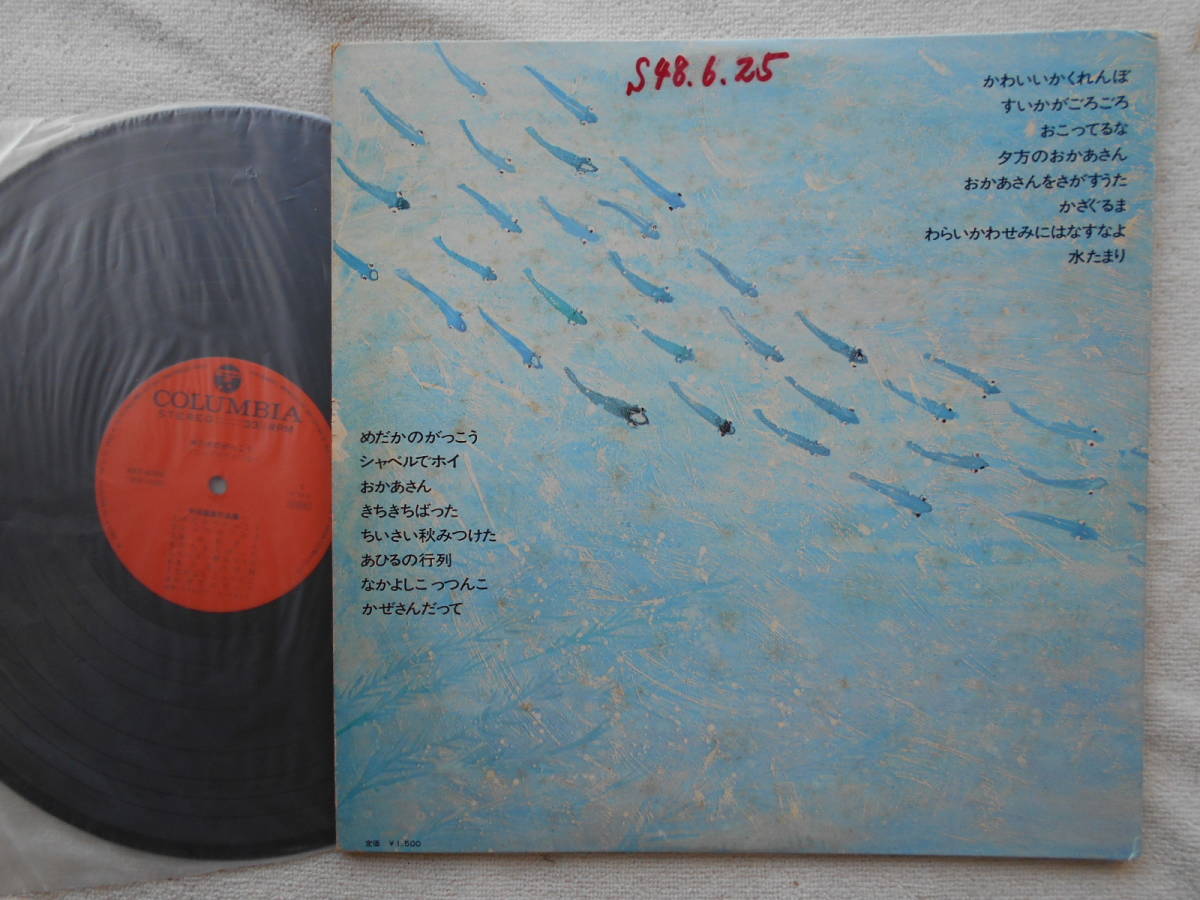 S48.6.25
かわいいかくれんぼ
すいかがごろごろ
おこってるな
夕方のおかあさん
おかあさんをさがすうた
かざぐるま
わらいかわせみにはなすなよ
水たまり
めだかのがっこう
シャベルでホイ
おかあさん
きちきちばった
ちいさい秋みつけた
あひるの行列
なかよしこっつんこ
かぜさんだって
定価 ¥1,500
COLUMBIA
STEREO